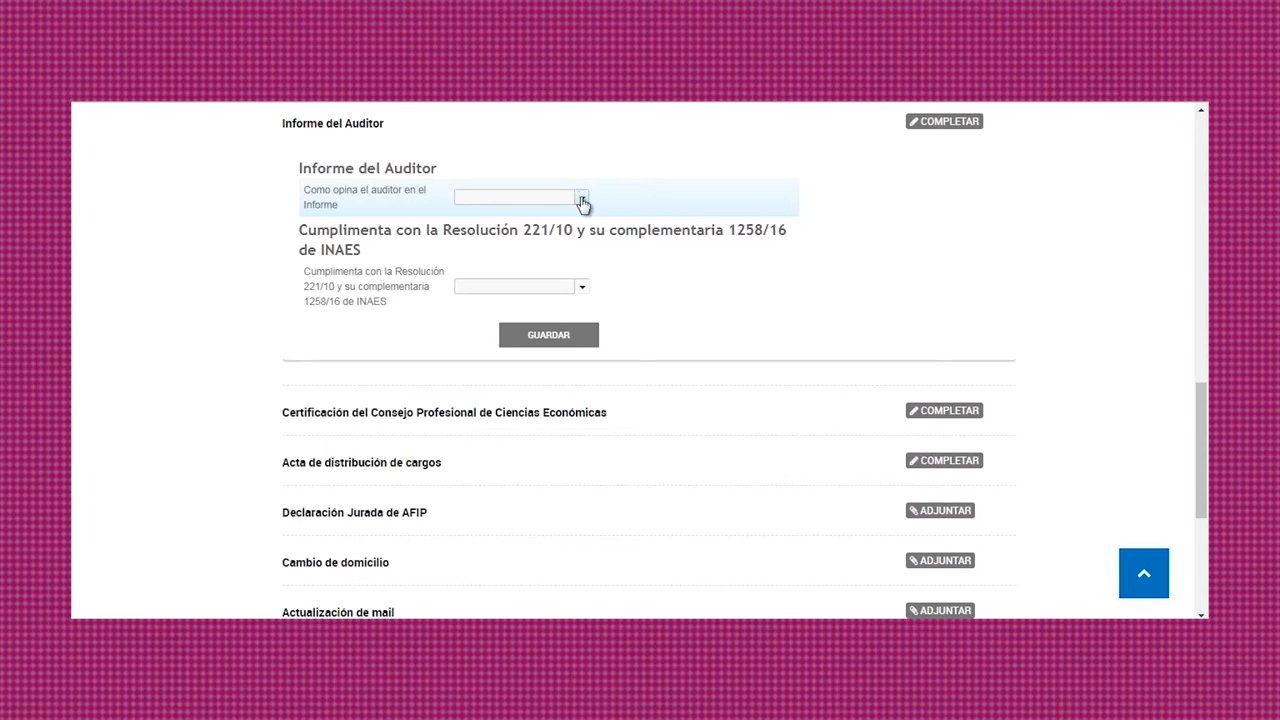 Informe del Auditor
COMPLETAR
Informe del Auditor
Como opina el auditor en el
Informe
Cumplimenta con la Resolución 221/10 y su complementaria 1258/16
de INAES
Cumplimenta con la Resolución
221/10 y su complementaria
1258/16 de INAES
GUARDAR
Certificación del Consejo Profesional de Ciencias Económicas
COMPLETAR
Acta de distribución de cargos
COMPLETAR
Declaración Jurada de AFIP
ADJUNTAR
Cambio de domicilio
ADJUNTAR
Actualización de mail
ADJUNTAR